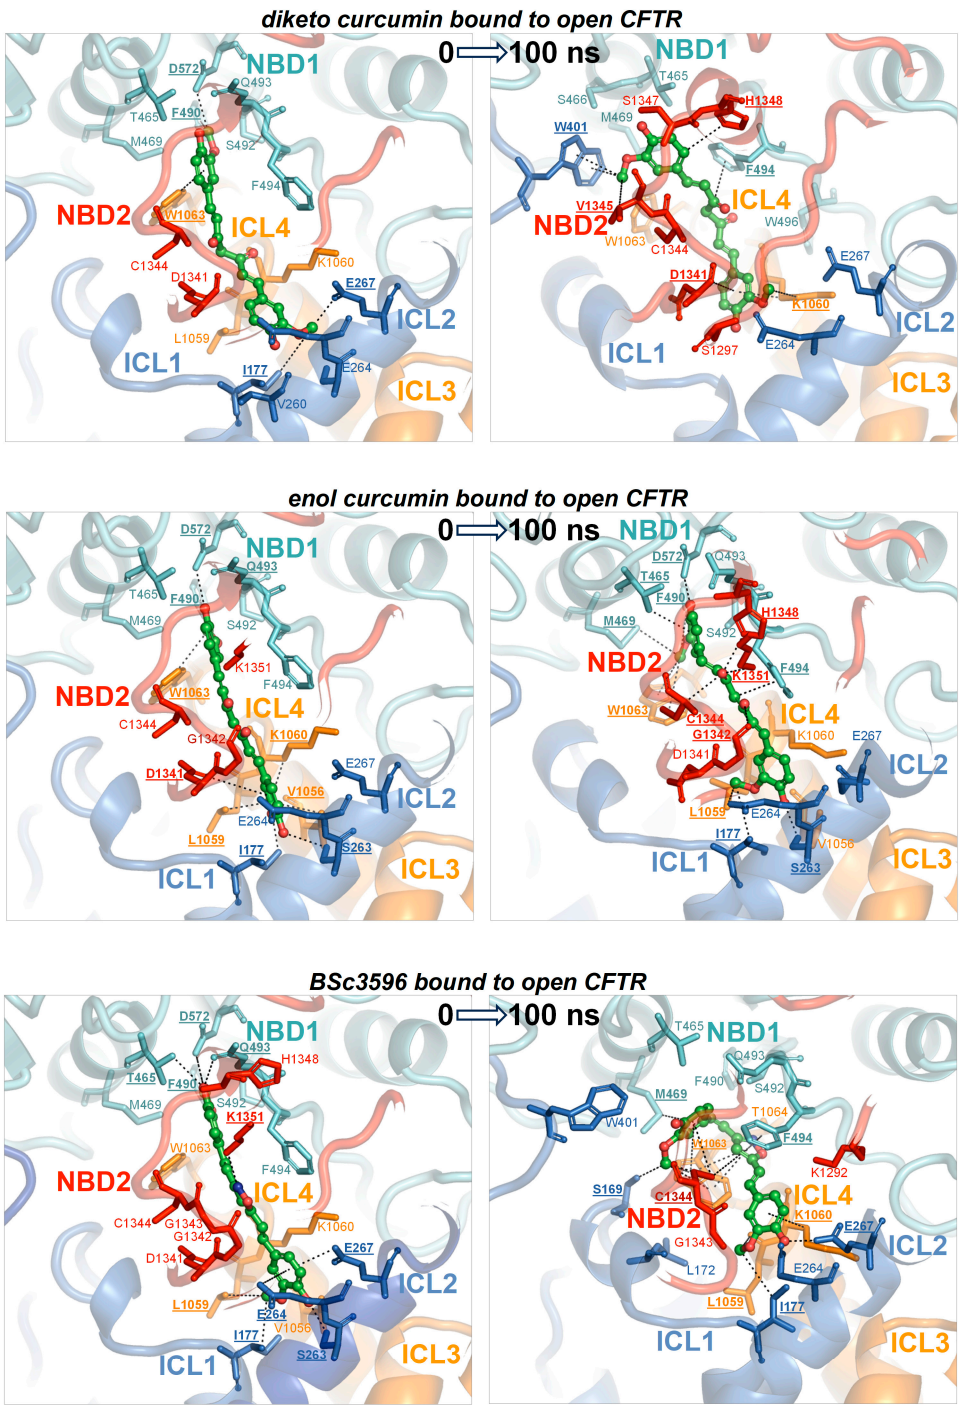 diketo curcumin bound to open CFTR
0 100 ns
D572
NBD1
Q493
T465
F490
M469
S492
F494
NBD2
W1063
ICL4
C1344
D1341
K1060
E267
ICL2
L1059
ICL1
I177
E264
V260
ICL3
NBD1
T465
S466
S1347
H1348
M469
W401
F494
V1345
ICL4
NBD2
W1063
C1344
W496
D1341
E267
K1060
ICL2
ICL1
S1297
E264
ICL3
enol curcumin bound to open CFTR
0 100 ns
D572
NBD1
Q493
T465
F490
M469
S492
K1351
F494
NBD2
W1063
ICL4
C1344
G1342
K1060
D1341
E267
ICL2
V1056
E264
L1059
I177
S263
ICL1
ICL3
NBD1
D572
Q493
T465
F490
H1348
M469
S492
NBD2
F494
K1351
W1063
C1344
ICL4
G1342
K1060
D1341
E267
ICL2
L1059
E264
I177
V1056
ICL1
S263
ICL3
BSc3596 bound to open CFTR
0 100 ns
D572
NBD1
Q493
H1348
T465
F490
M469
S492
K1351
W1063
F494
NBD2
ICL4
C1344
G1343
G1342
K1060
D1341
E267
ICL2
L1059
E264
I177
V1056
ICL1
S263
ICL3
T465
NBD1
Q493
F490
S492
M469
W401
T1064
F494
W1063
K1292
S169
C1344
ICL4
NBD2
K1060
E267
G1343
ICL2
L172
E264
L1059
I177
ICL1
ICL3